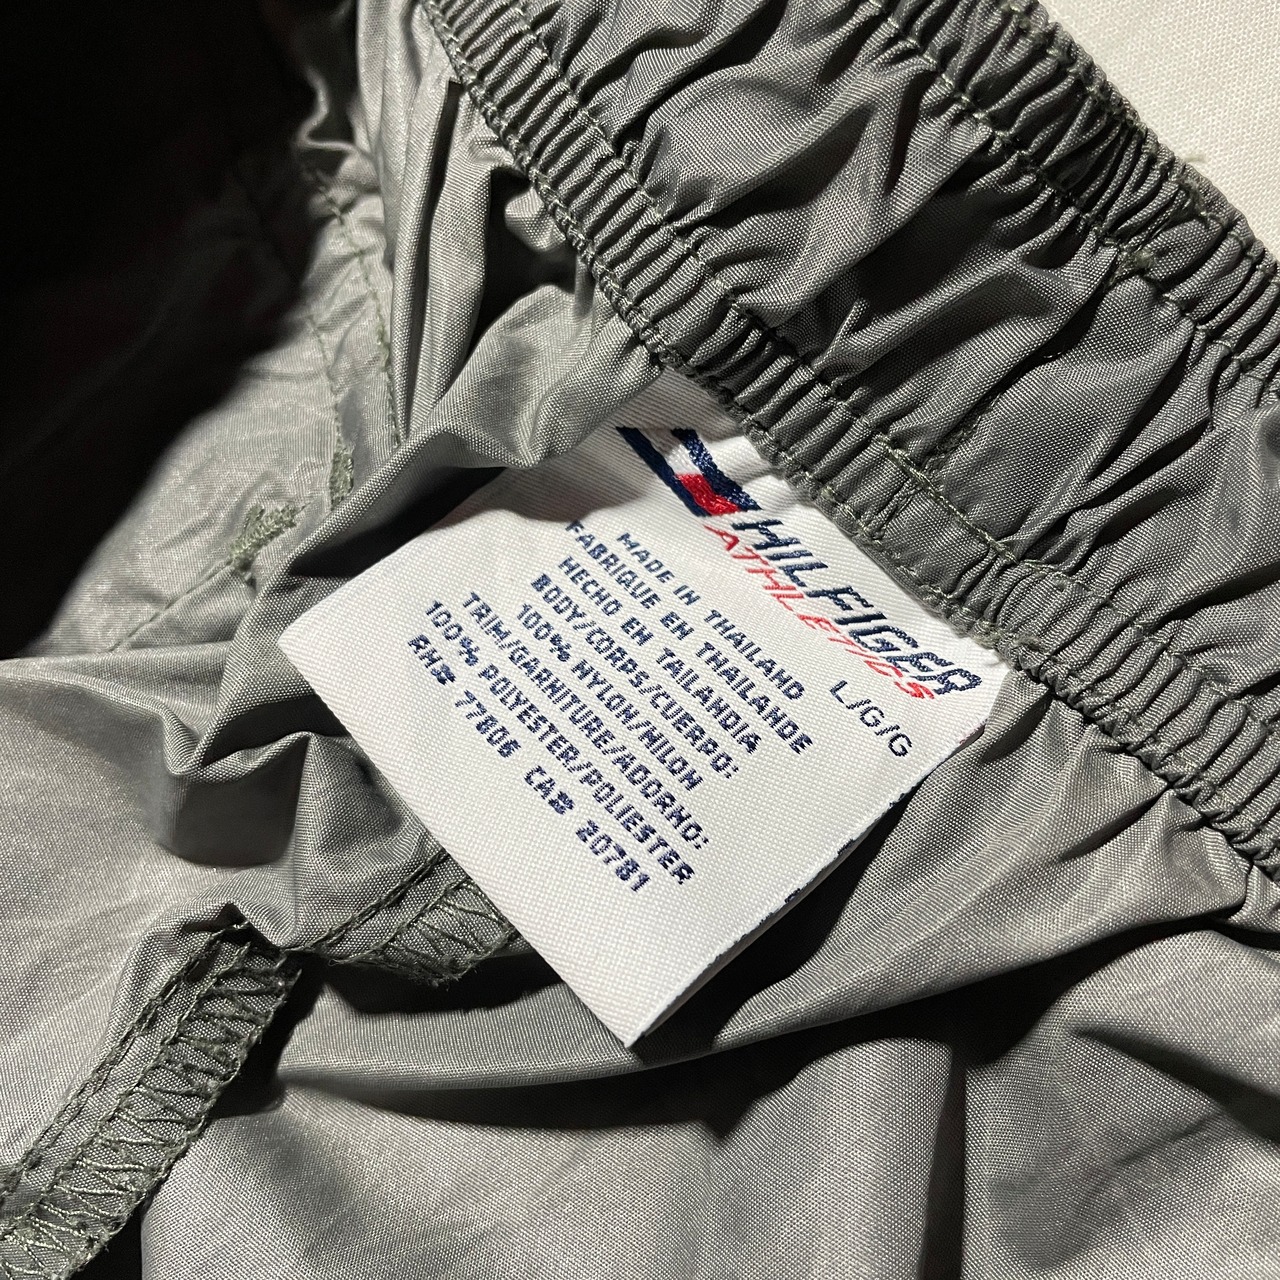 HILFIGER
ATHLETICS
L/G/G
MADE IN THAILAND
FABRIQUE EN THAILANDE
HECHO EN TAILANDIA
BODY/CORPS/CUERPO:
100% NYLON/NILON
TRIM/GARNITURE/ADORNO:
100% POLYESTER/POLIESTER
RN# 77806 CA# 20781